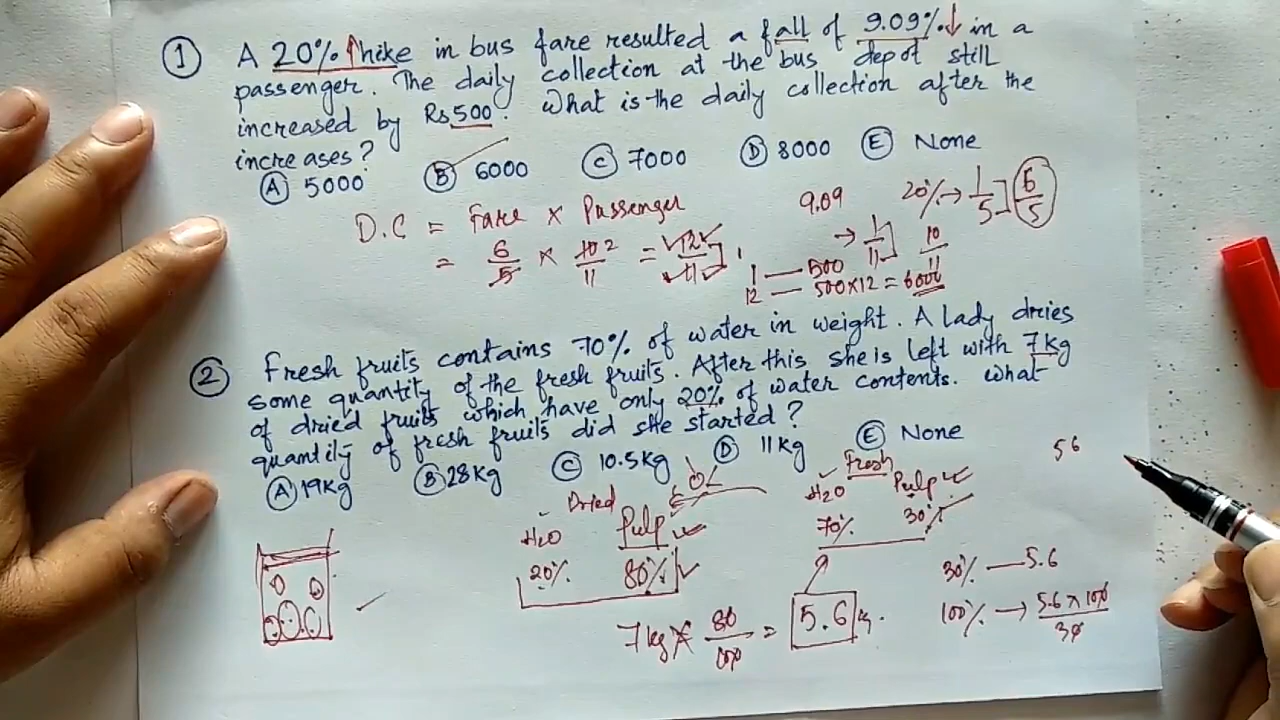 ① A 20% ↑ hike in bus fare resulted a fall of 9.09% ↓ in a
passenger. The daily collection at the bus depot still
increased by Rs 500. What is the daily collection after the
increases?
Ⓐ 5000 Ⓑ 6000 Ⓒ 7000 Ⓓ 8000 Ⓔ None
D.C = Fare × Passenger
= 6/5 × 10 2/11 = 12/11
9.09
→ 1/11 10/11
20% → 1/5 6/5
1 — 500
12 — 500×12 = 6000
② Fresh fruits contains 70% of water in weight. A lady dries
some quantity of the fresh fruits. After this she is left with 7kg
of dried fruits which have only 20% of water contents. What
quantity of fresh fruits did she started?
Ⓐ 19kg Ⓑ 28kg Ⓒ 10.5kg Ⓓ 11kg Ⓔ None
Dried
H2O Pulp
20% 80%
Fresh
H2O Pulp
70% 30%
56
7kg × 80/100 = 5.6
30% — 5.6
100% → 5.6 × 100/30